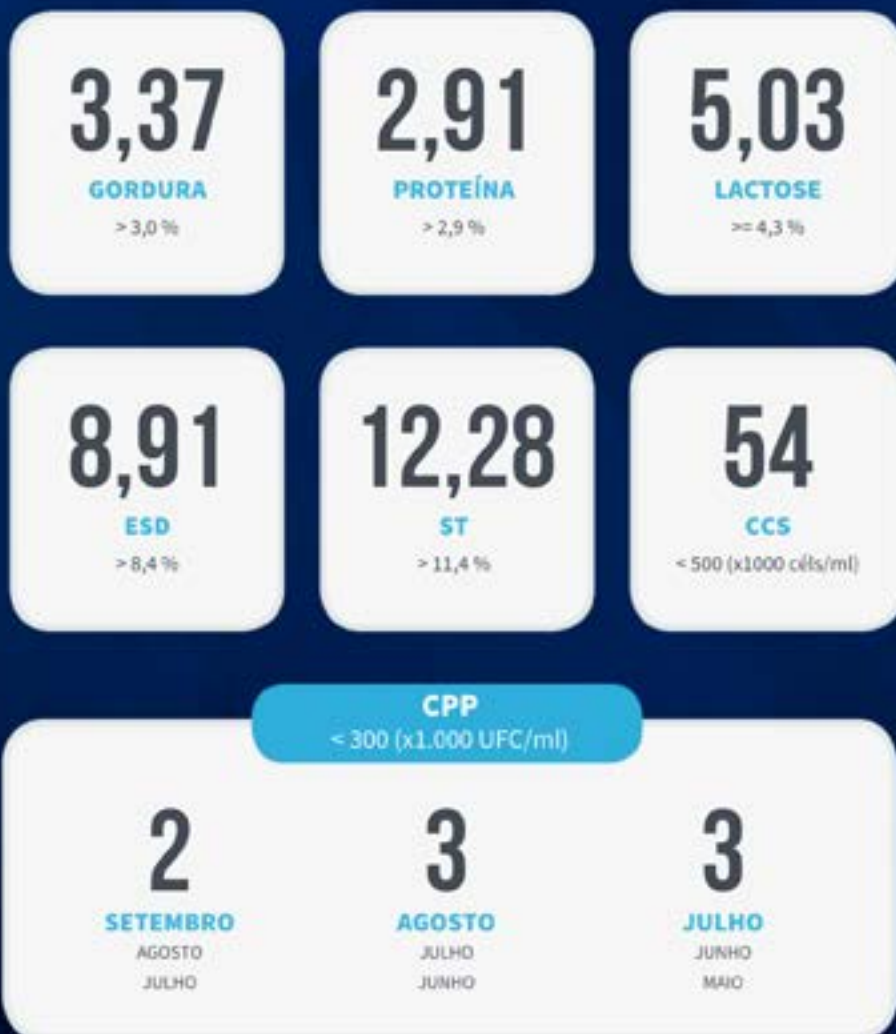 3,37
GORDURA
> 3,0 %
2,91
PROTEÍNA
> 2,9 %
5,03
LACTOSE
>= 4,3 %
8,91
ESD
> 8,4 %
12,28
ST
> 11,4 %
54
CCS
< 500 (x1000 céls/ml)
CPP
< 300 (x1.000 UFC/ml)
2
SETEMBRO
AGOSTO
JULHO
3
AGOSTO
JULHO
JUNHO
3
JULHO
JUNHO
MAIO